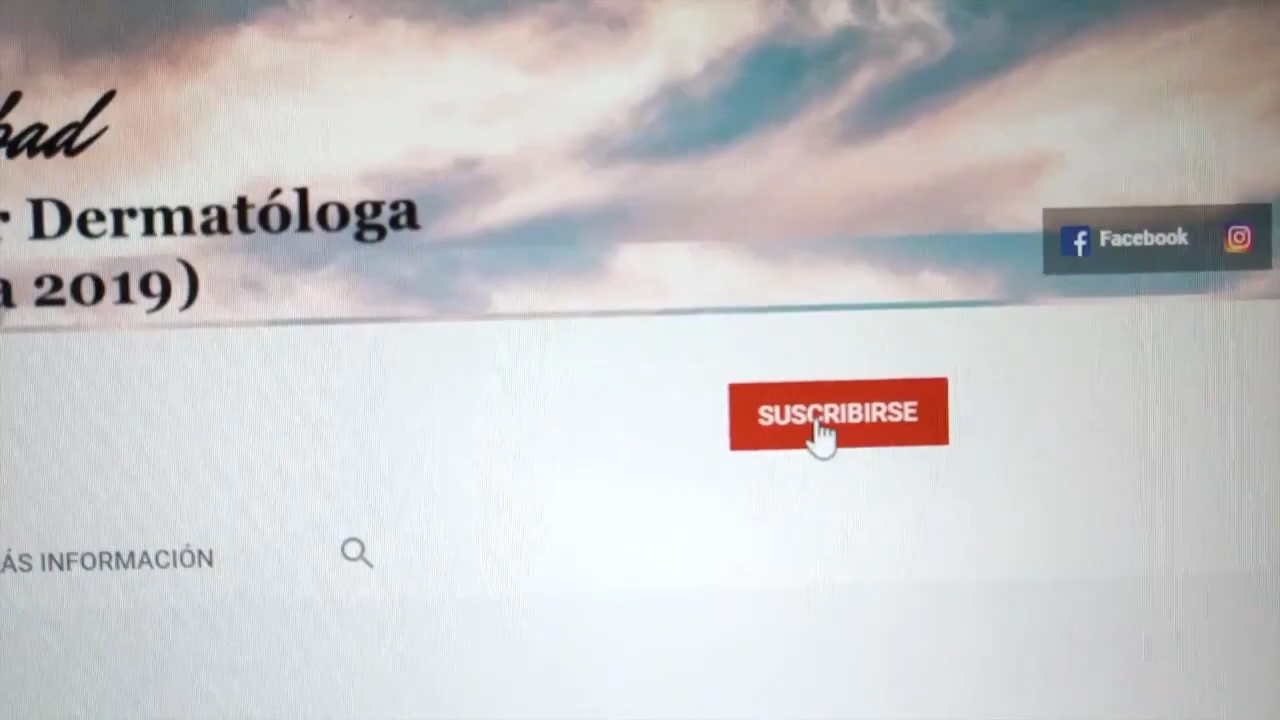 bad
r Dermatóloga
a 2019)
Facebook
SUSCRIBIRSE
ÁS INFORMACIÓN